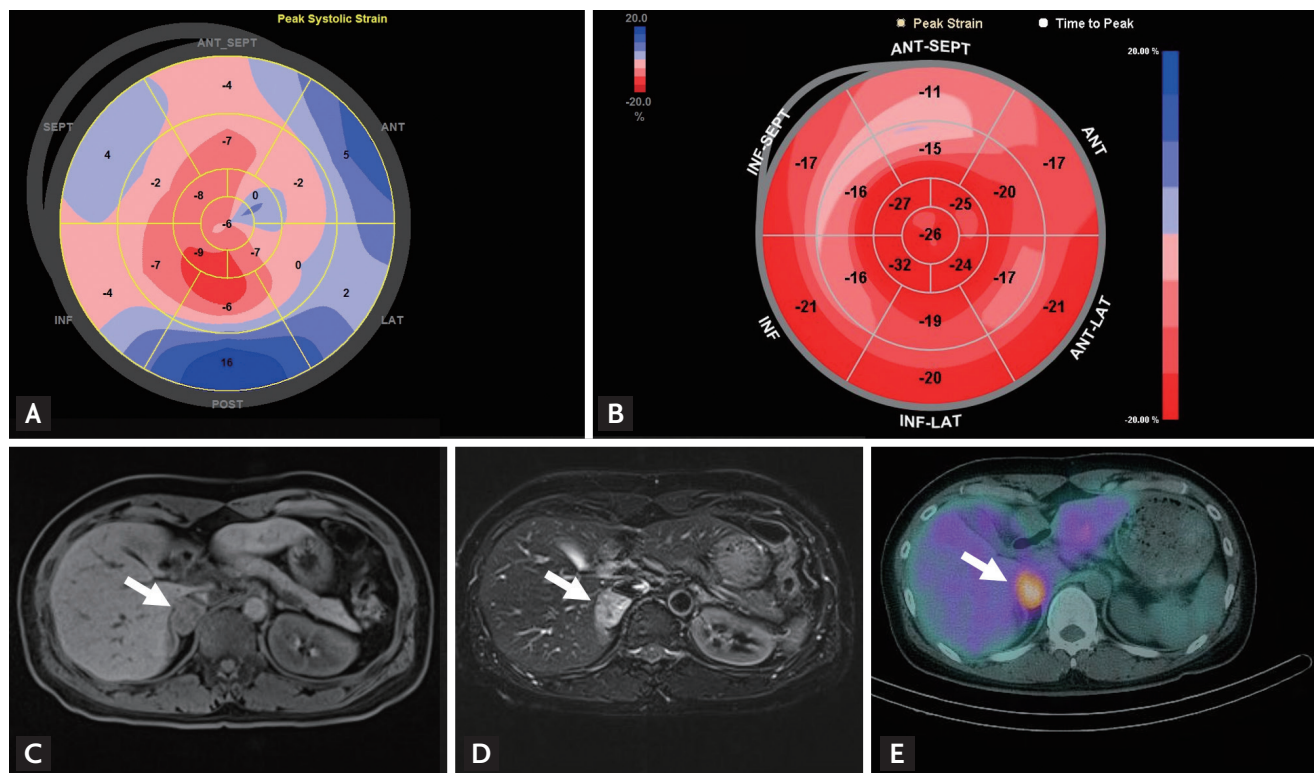 Peak Systolic Strain
ANT_SEPT
SEPT
ANT
-4
4
5
-7
-2
-2
-8
0
-6
-9
-7
-7
0
-4
2
-6
16
INF
LAT
POST
A
20.0
-20.0
%
Peak Strain
Time to Peak
20.00 %
-20.00 %
ANT-SEPT
INF-SEPT
ANT
-11
-17
-17
-15
-16
-20
-27
-25
-26
-32
-24
-16
-17
-21
-21
-19
-20
INF
ANT-LAT
INF-LAT
B
C
D
E